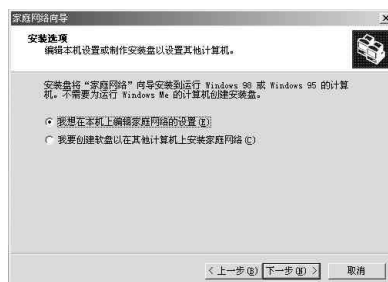 家庭网络向导
安装选项
编辑本机设置或制作安装盘以设置其他计算机。
安装盘将“家庭网络”向导安装到运行 Windows 98 或 Windows 95 的计算
机。不需要为运行 Windows Me 的计算机创建安装盘。
我想在本机上编辑家庭网络的设置(E)
我要创建软盘以在其他计算机上安装家庭网络(C)
< 上一步(B) 下一步(N) > 取消